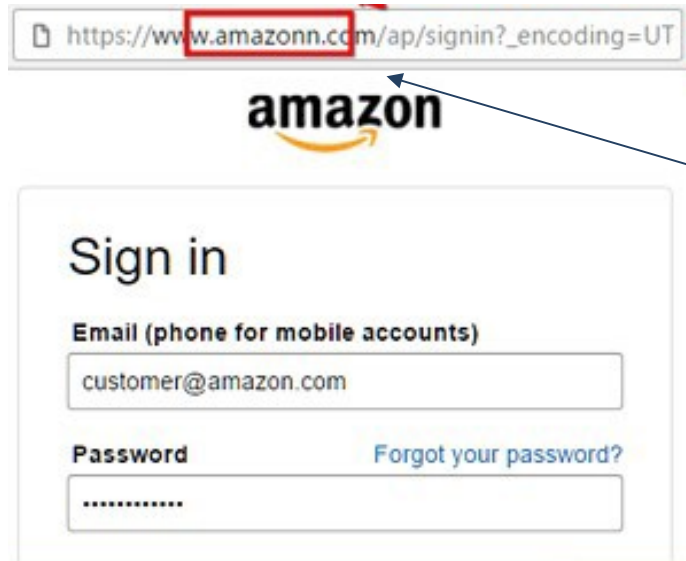 https://www.amazonn.com/ap/signin?_encoding=UT
amazon
Sign in
Email (phone for mobile accounts)
customer@amazon.com
Password Forgot your password?
••••••••••••